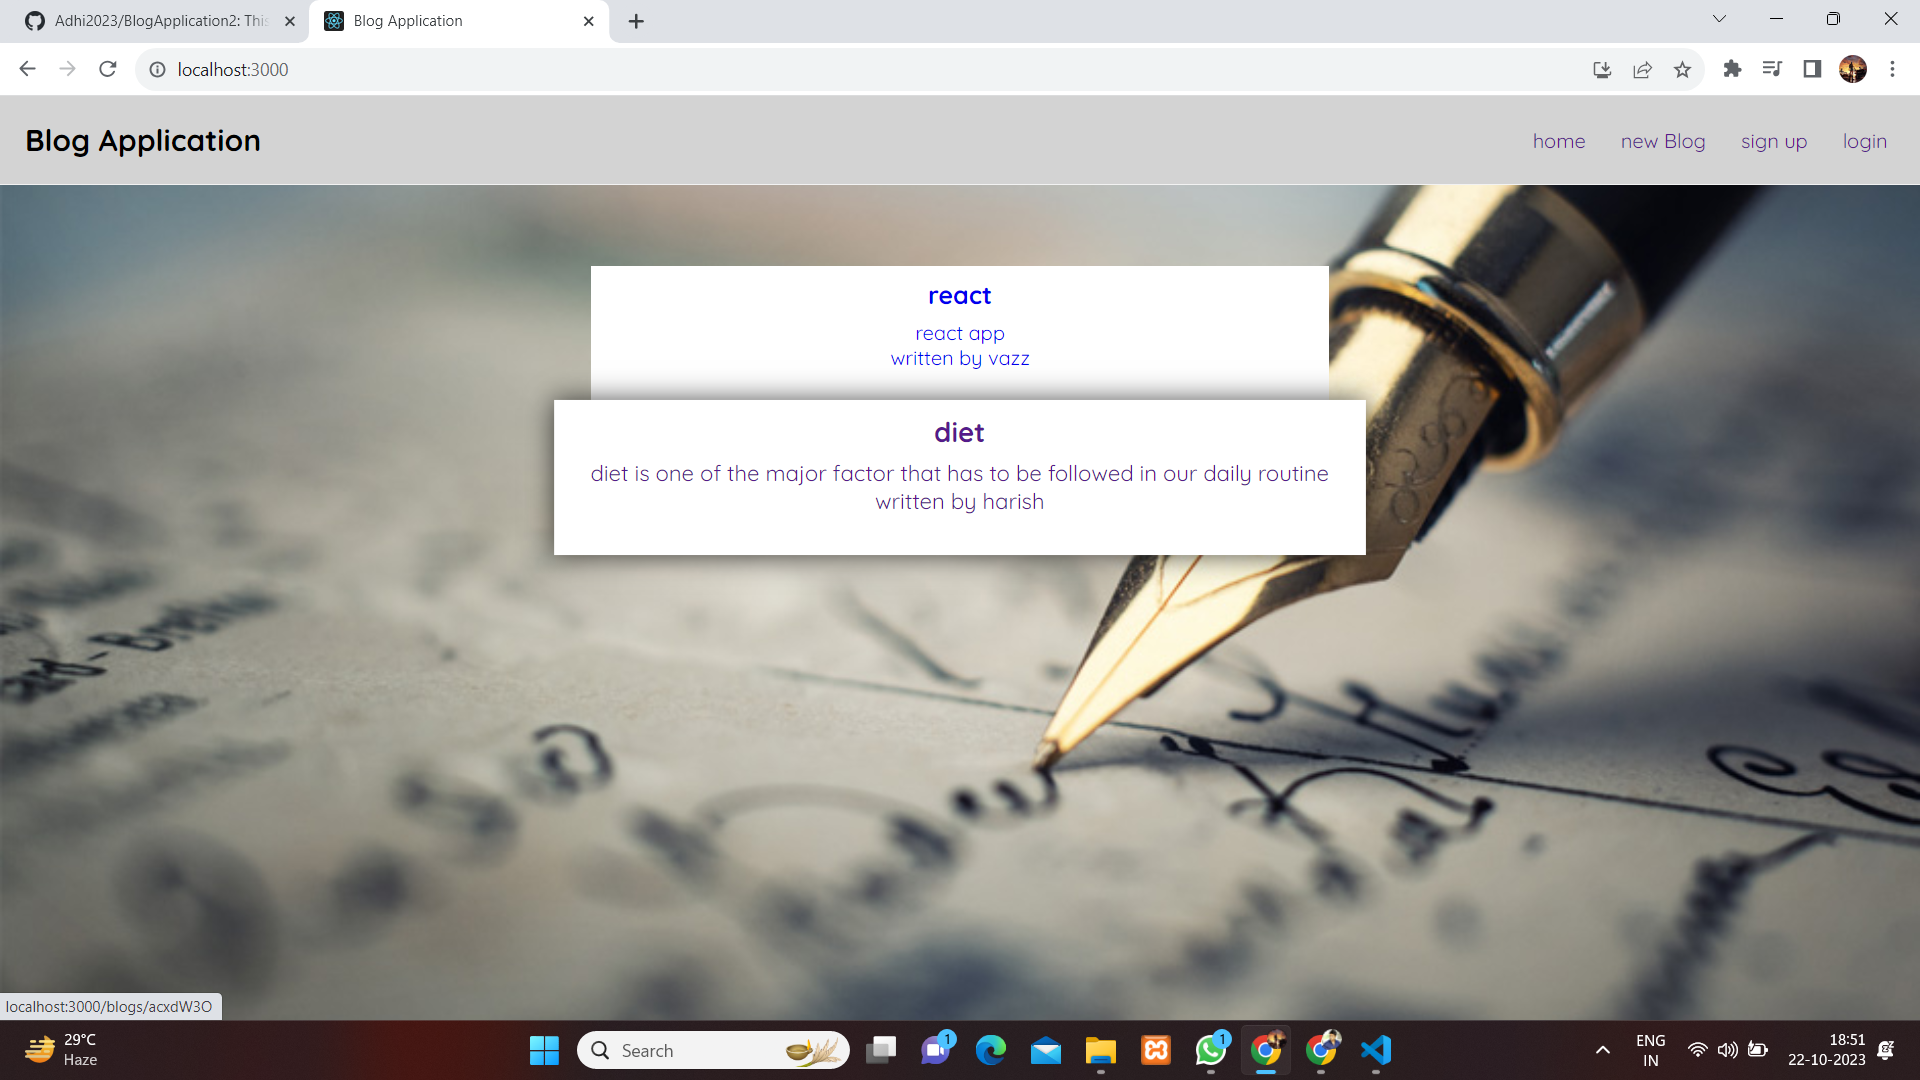 Adhi2023/BlogApplication2: This
Blog Application
localhost:3000
Blog Application
home
new Blog
sign up
login
react
react app
written by vazz
diet
diet is one of the major factor that has to be followed in our daily routine
written by harish
localhost:3000/blogs/acxdW3O
29°C
Haze
Search
1
1
ENG
IN
18:51
22-10-2023